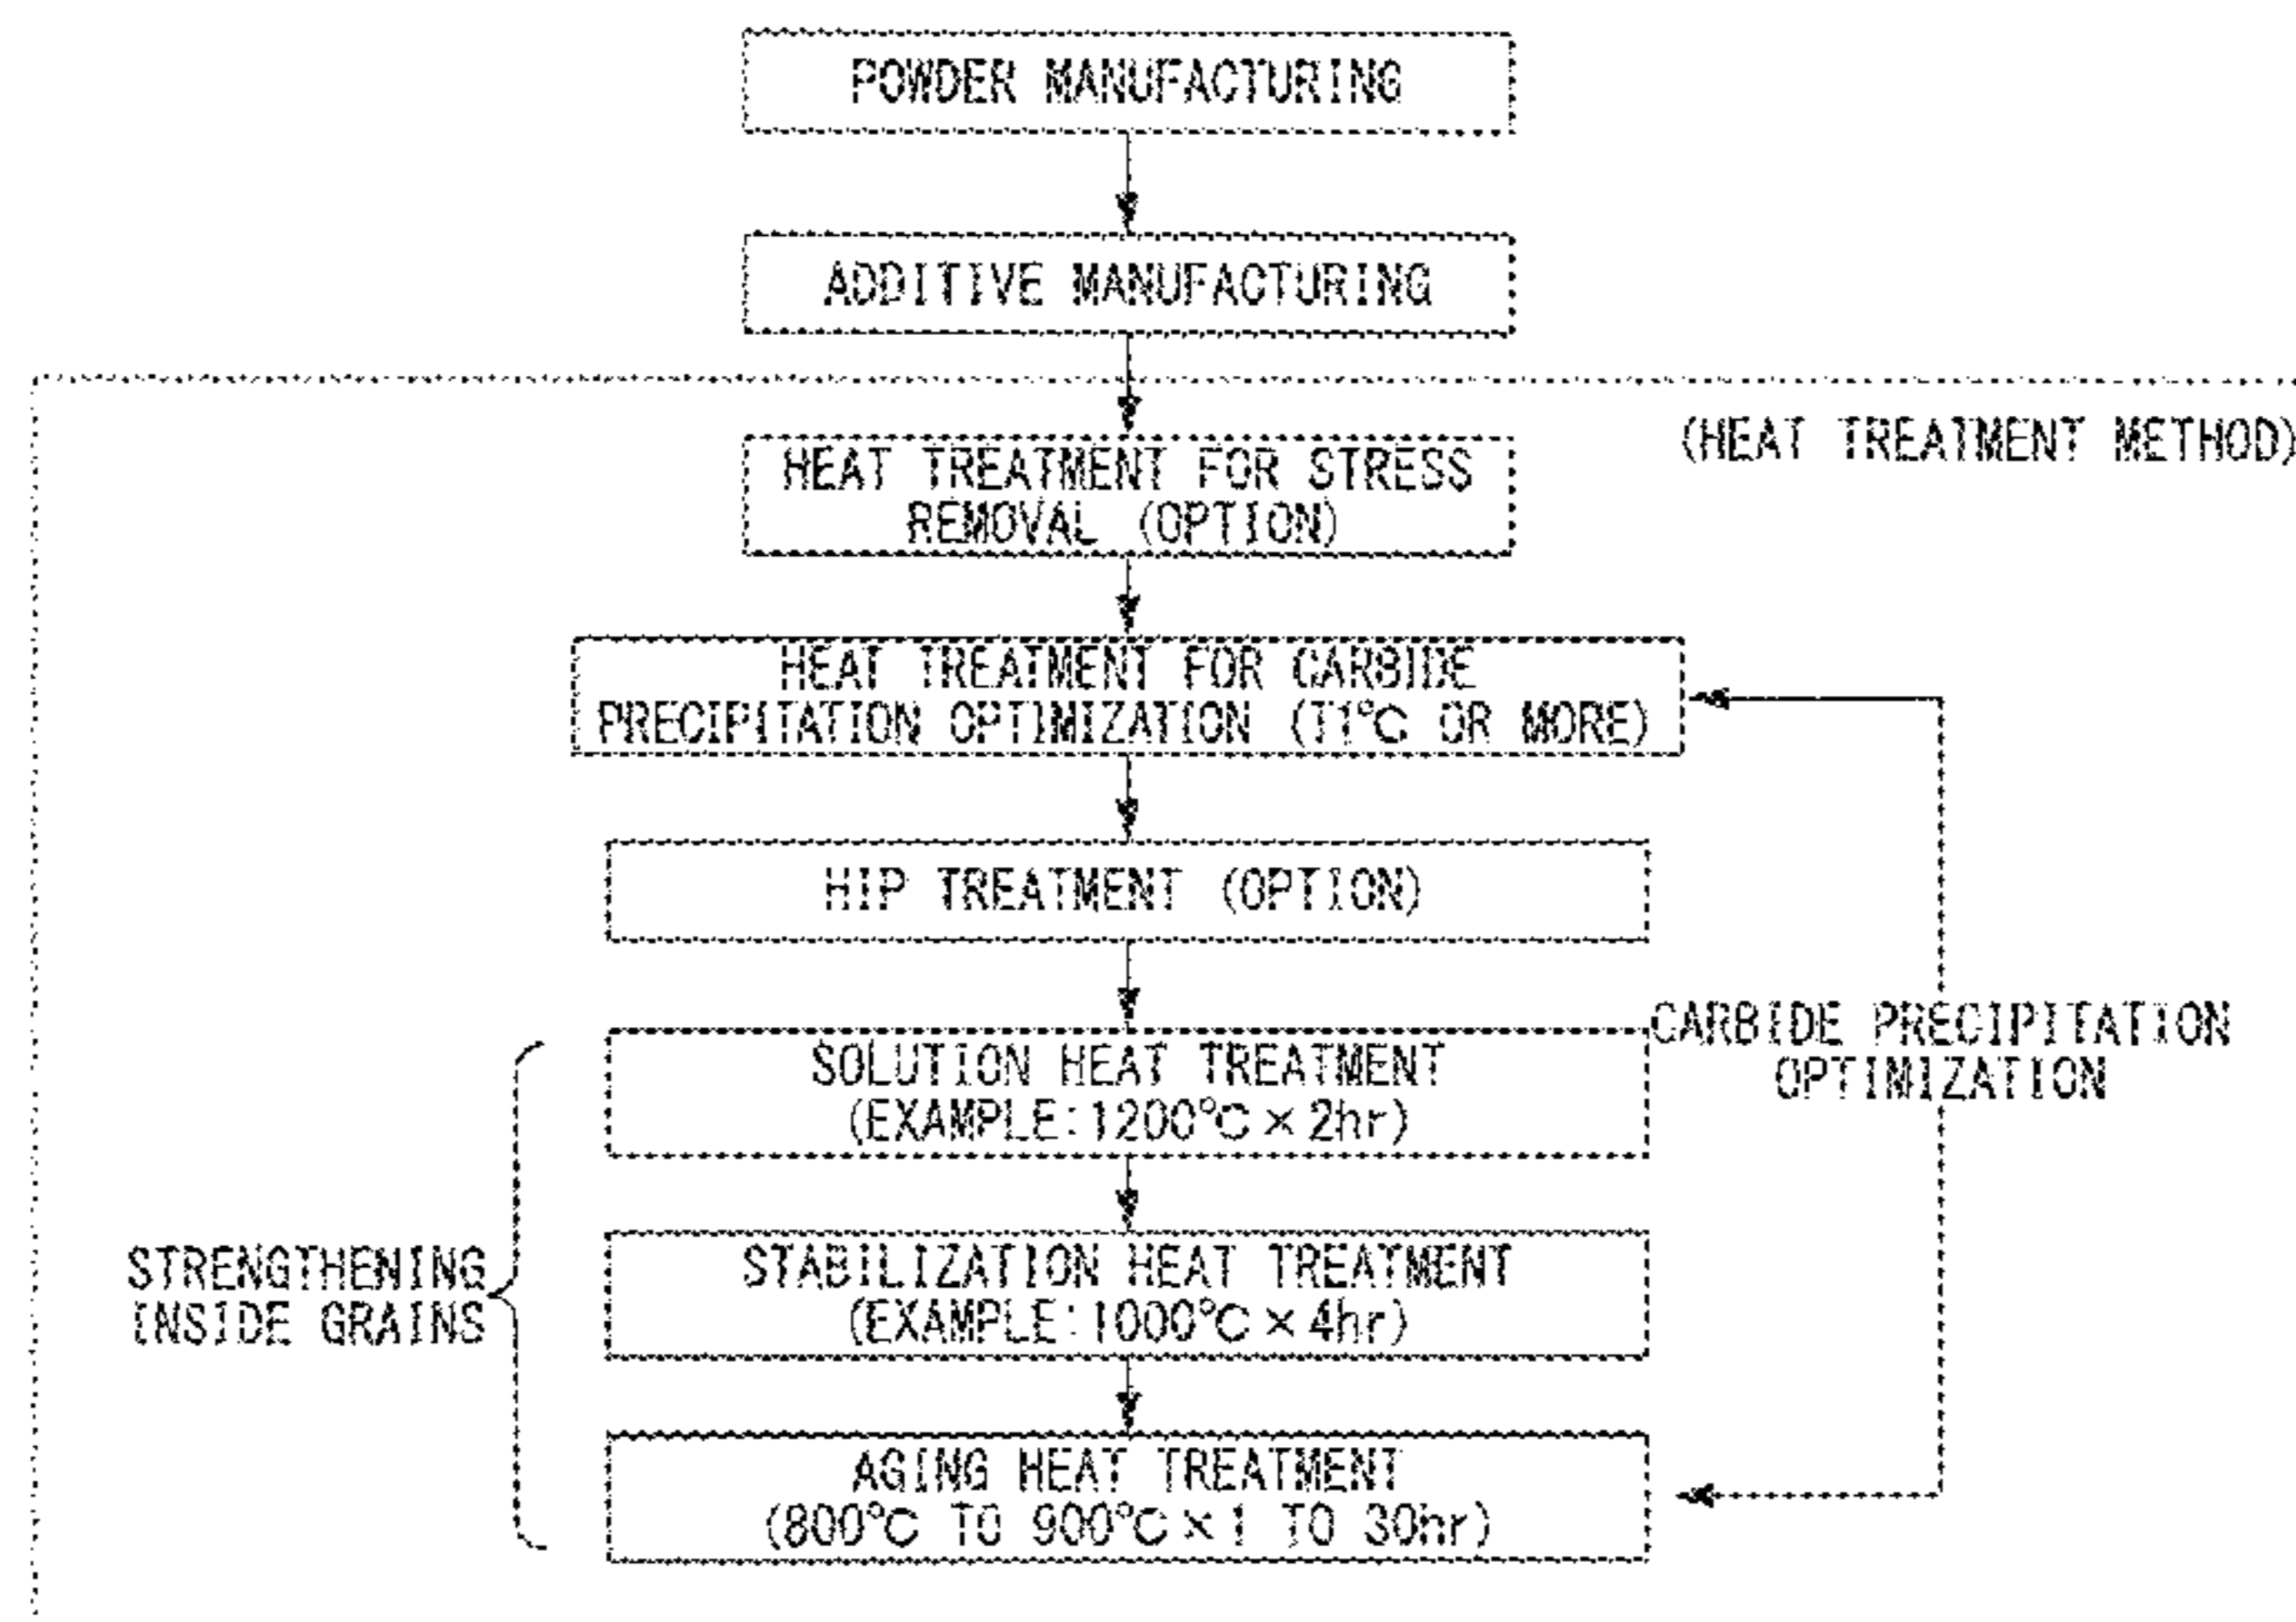 POWDER MANUFACTURING
ADDITIVE MANUFACTURING
(HEAT TREATMENT METHOD)
HEAT TREATMENT FOR STRESS
REMOVAL (OPTION)
HEAT TREATMENT FOR CARBIDE
PRECIPITATION OPTIMIZATION (T1°C OR MORE)
HIP TREATMENT (OPTION)
CARBIDE PRECIPITATION
OPTIMIZATION
SOLUTION HEAT TREATMENT
(EXAMPLE:1200°C×2hr)
STRENGTHENING
INSIDE GRAINS
STABILIZATION HEAT TREATMENT
(EXAMPLE:1000°C×4hr)
AGING HEAT TREATMENT
(800°C TO 900°C×1 TO 30hr)